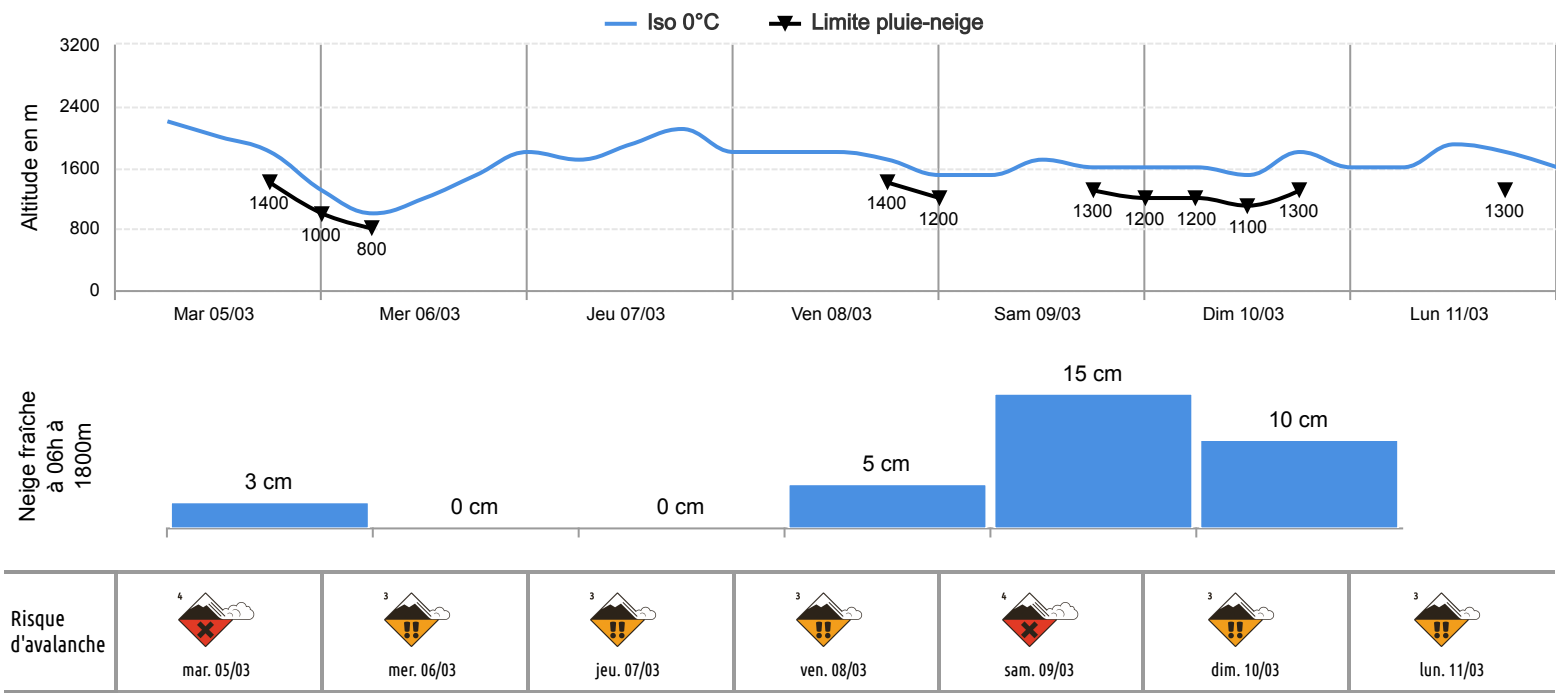 Iso 0°C Limite pluie-neige
Altitude en m
3200
2400
1600
800
0
1400 1000 800 1400 1200 1300 1200 1200 1100 1300 1300
Mar 05/03 Mer 06/03 Jeu 07/03 Ven 08/03 Sam 09/03 Dim 10/03 Lun 11/03
Neige fraîche
à 06h à
1800m
3 cm 0 cm 0 cm 5 cm 15 cm 10 cm
Risque
d'avalanche
4 3 3 3 4 3 3
!! !! !! !! !!
mar. 05/03 mer. 06/03 jeu. 07/03 ven. 08/03 sam. 09/03 dim. 10/03 lun. 11/03